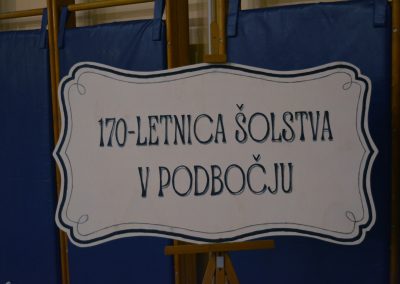 170-LETNICA ŠOLSTVA
V PODBOČJU